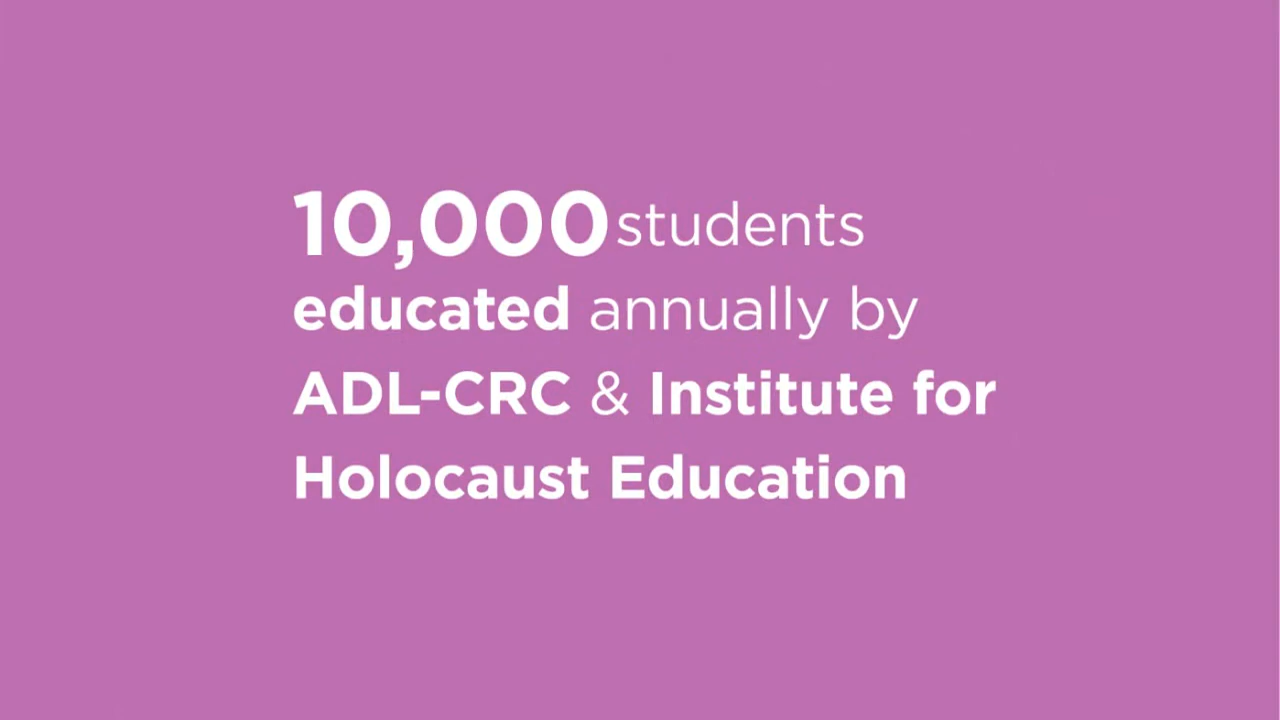 10,000 students
educated annually by
ADL-CRC & Institute for
Holocaust Education